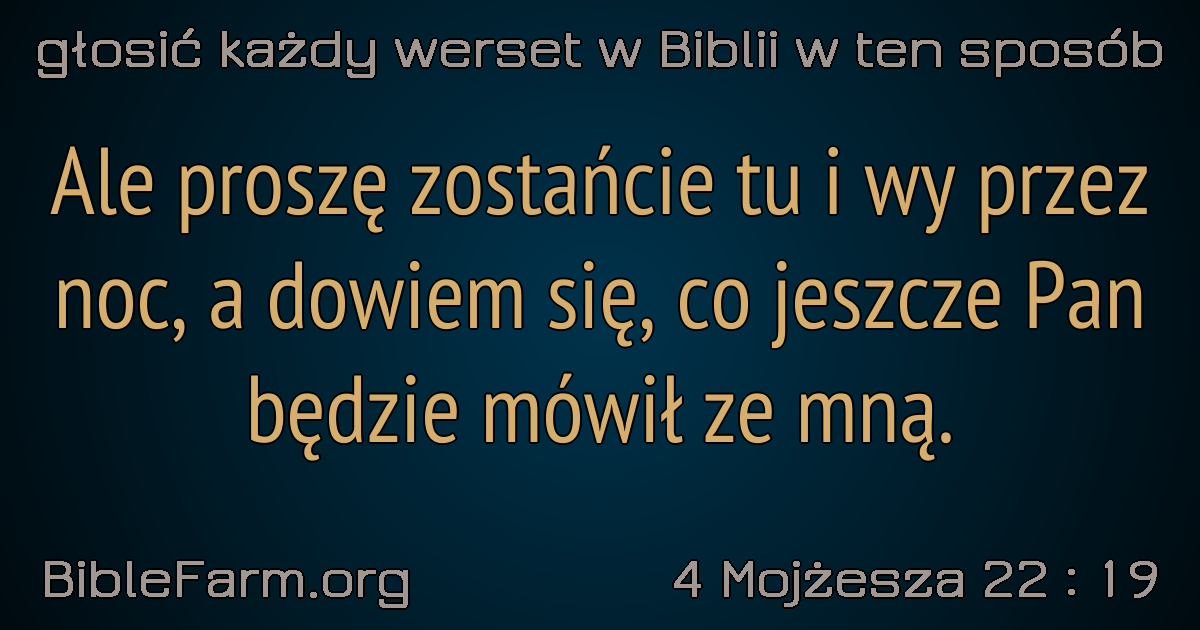 głosić każdy werset w Biblii w ten sposób
Ale proszę zostańcie tu i wy przez
noc, a dowiem się, co jeszcze Pan
będzie mówił ze mną.
BibleFarm.org
4 Mojżesza 22 : 19